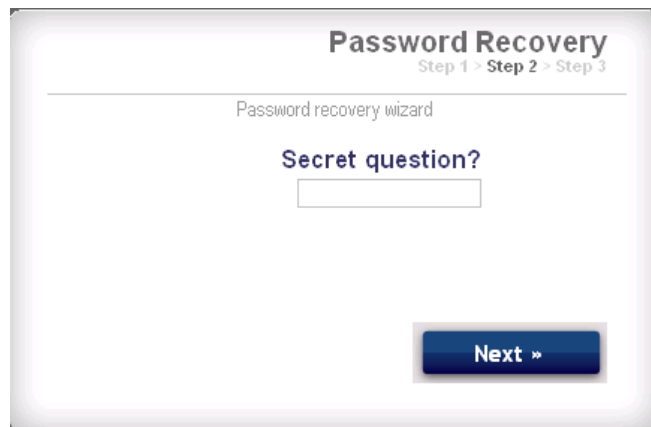 Password Recovery
Step 1 > Step 2 > Step 3
Password recovery wizard
Secret question?
Next »